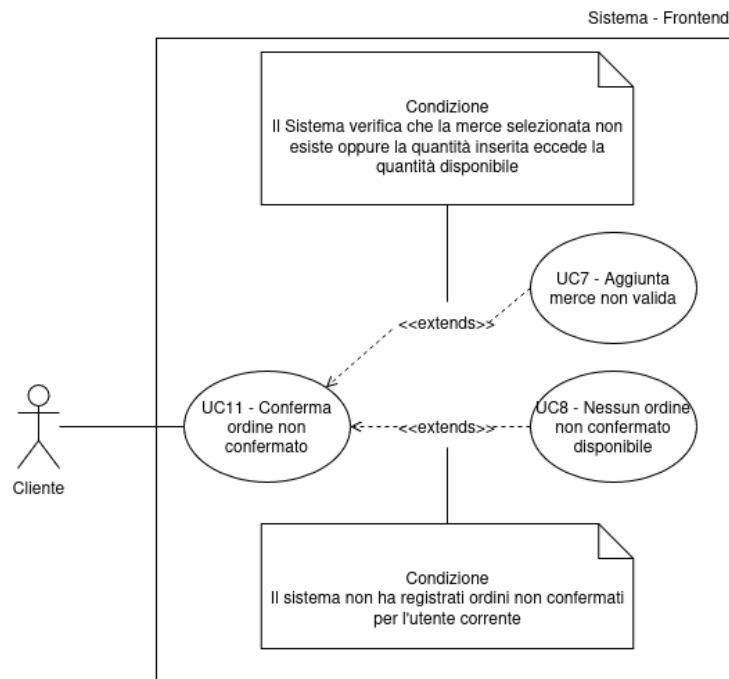 Sistema - Frontend
Condizione
Il Sistema verifica che la merce selezionata non
esiste oppure la quantità inserita eccede la
quantità disponibile
UC7 - Aggiunta
merce non valida
<<extends>>
UC11 - Conferma
ordine non
confermato
<<extends>>
UC8 - Nessun ordine
non confermato
disponibile
Cliente
Condizione
Il sistema non ha registrati ordini non confermati
per l'utente corrente